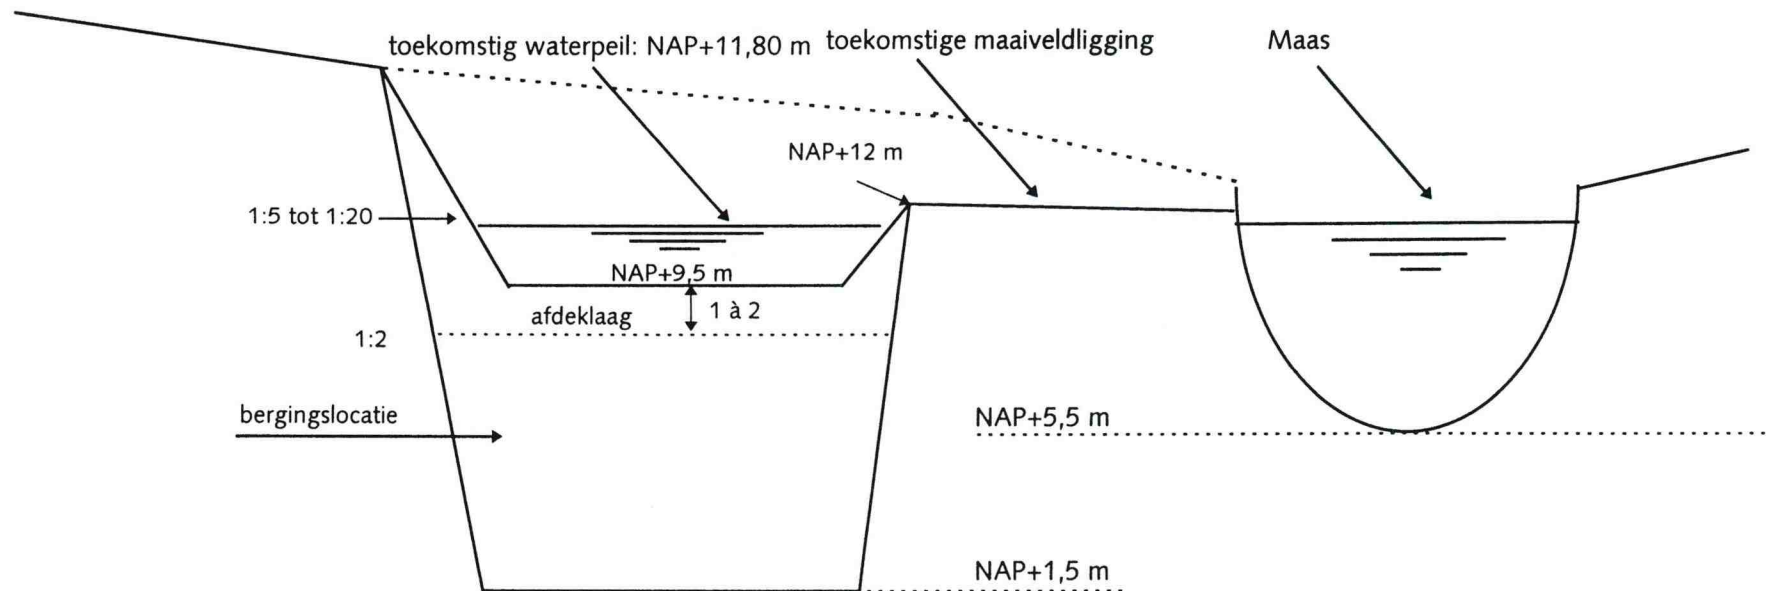 toekomstig waterpeil: NAP+11,80 m
toekomstige maaiveldligging
Maas
NAP+12 m
1:5 tot 1:20
NAP+9,5 m
afdeklaag
1 à 2
1:2
bergingslocatie
NAP+5,5 m
NAP+1,5 m